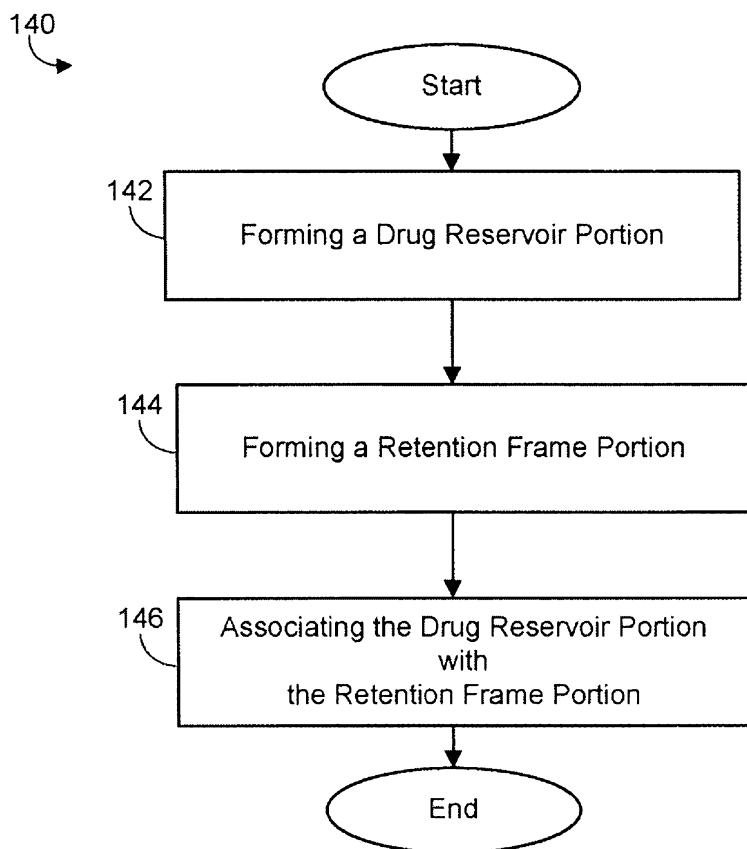 140
Start
142
Forming a Drug Reservoir Portion
144
Forming a Retention Frame Portion
146
Associating the Drug Reservoir Portion
with
the Retention Frame Portion
End